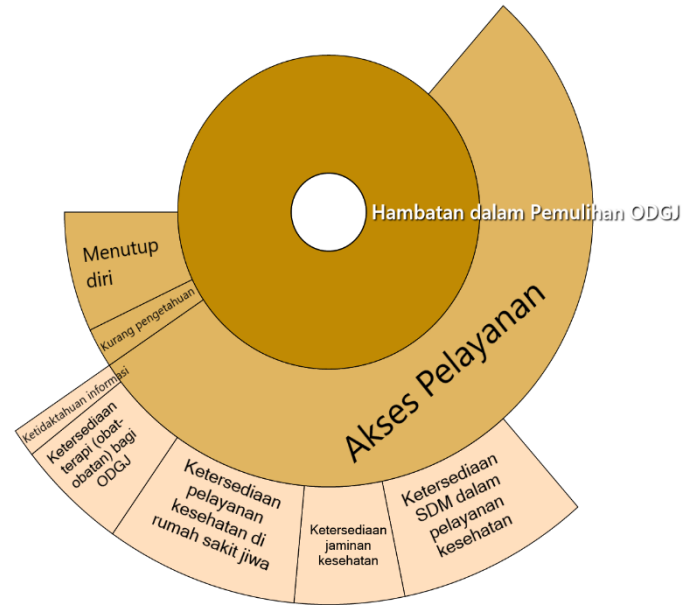 Hambatan dalam Pemulihan ODGJ
Akses Pelayanan
Menutup
diri
Kurang pengetahuan
Ketidaktahuan informasi
Ketersediaan
terapi (obat-
obatan) bagi
ODGJ
Ketersediaan
pelayanan
kesehatan di
rumah sakit jiwa
Ketersediaan
jaminan
kesehatan
Ketersediaan
SDM dalam
pelayanan
kesehatan